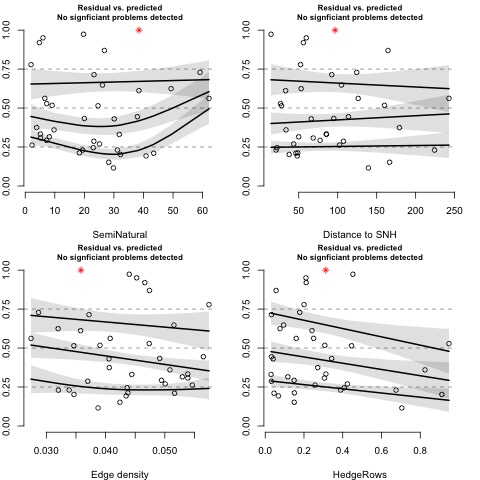 Residual vs. predicted
No signficiant problems detected
1.00
0.75
0.50
0.25
0.00
0 10 20 30 40 50 60
SemiNatural
Residual vs. predicted
No signficiant problems detected
1.00
0.75
0.50
0.25
0.00
50 100 150 200 250
Distance to SNH
Residual vs. predicted
No signficiant problems detected
1.00
0.75
0.50
0.25
0.00
0.030 0.040 0.050
Edge density
Residual vs. predicted
No signficiant problems detected
1.00
0.75
0.50
0.25
0.00
0.0 0.2 0.4 0.6 0.8
HedgeRows